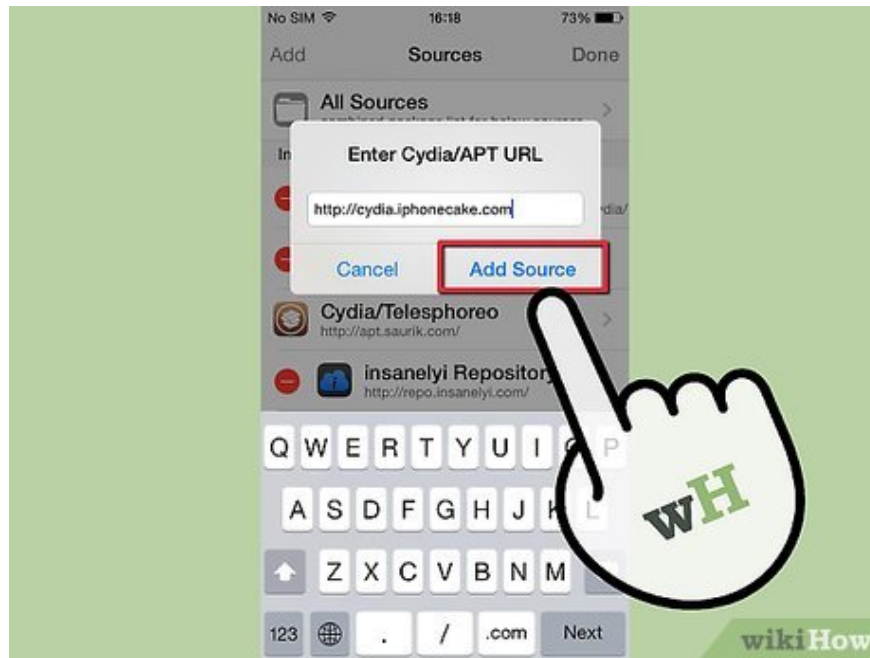 No SIM 16:18 73%
Add Sources Done
All Sources
Enter Cydia/APT URL
In
http://cydia.iphonecake.com
dia/
Cancel Add Source
Cydia/Telesphoreo
http://apt.saurik.com/
insanelyi Repository
http://repo.insanelyi.com/
Q W E R T Y U I O P
A S D F G H J K L
Z X C V B N M
123 . / .com Next
wH
wikiHow